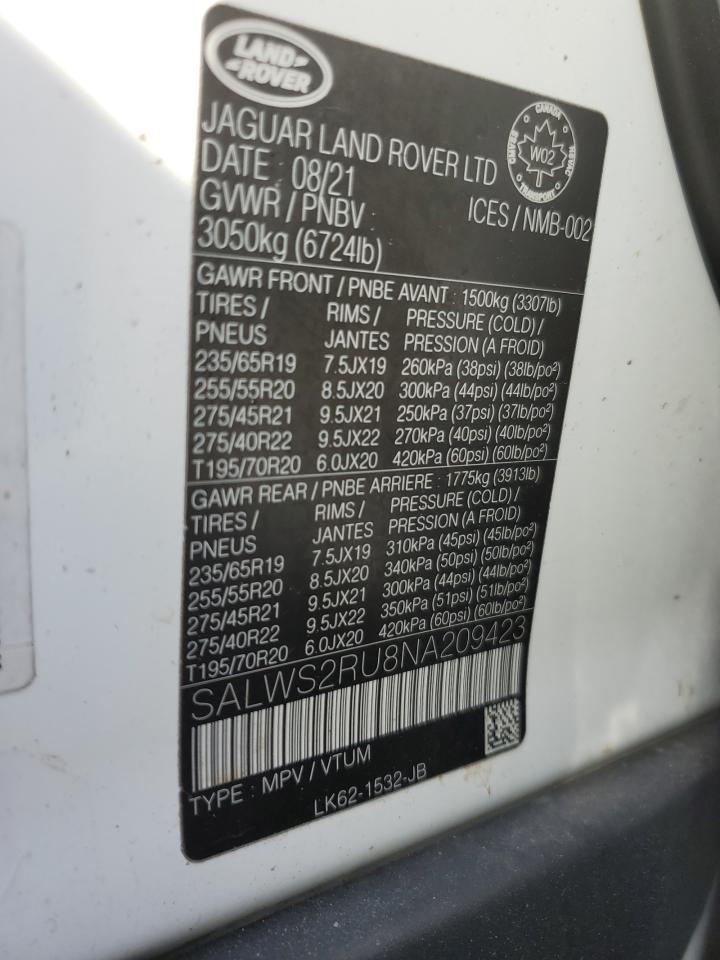 LAND
ROVER
JAGUAR LAND ROVER LTD
DATE : 08/21
GVWR / PNBV
3050kg (6724lb)
CANADA
W02
TRANSPORT
ICES / NMB-002
GAWR FRONT / PNBE AVANT : 1500kg (3307lb)
TIRES / RIMS / PRESSURE (COLD) /
PNEUS JANTES PRESSION (A FROID)
235/65R19 7.5JX19 260kPa (38psi) (38lb/po²)
255/55R20 8.5JX20 300kPa (44psi) (44lb/po²)
275/45R21 9.5JX21 250kPa (37psi) (37lb/po²)
275/40R22 9.5JX22 270kPa (40psi) (40lb/po²)
T195/70R20 6.0JX20 420kPa (60psi) (60lb/po²)
GAWR REAR / PNBE ARRIERE : 1775kg (3913lb)
TIRES / RIMS / PRESSURE (COLD) /
PNEUS JANTES PRESSION (A FROID)
235/65R19 7.5JX19 310kPa (45psi) (45lb/po²)
255/55R20 8.5JX20 340kPa (50psi) (50lb/po²)
275/45R21 9.5JX21 300kPa (44psi) (44lb/po²)
275/40R22 9.5JX22 350kPa (51psi) (51lb/po²)
T195/70R20 6.0JX20 420kPa (60psi) (60lb/po²)
SALWS2RU8NA209423
TYPE : MPV / VTUM
LK62-1532-JB